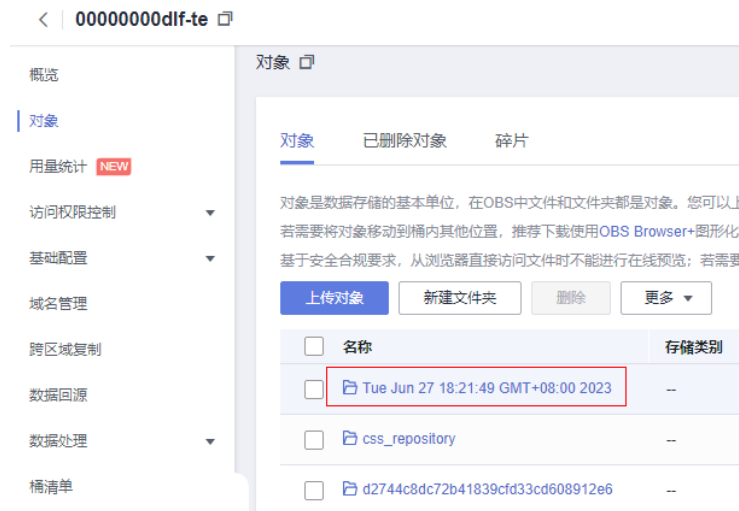 00000000dlf-te
概览
对象
用量统计 NEW
访问权限控制
基础配置
域名管理
跨区域复制
数据回源
数据处理
桶清单
对象
对象 已删除对象 碎片
对象是数据存储的基本单位，在OBS中文件和文件夹都是对象。您可以上
若需要将对象移动到桶内其他位置，推荐下载使用OBS Browser+图形化
基于安全合规要求，从浏览器直接访问文件时不能进行在线预览；若需要
上传对象 新建文件夹 删除 更多
名称 存储类别
Tue Jun 27 18:21:49 GMT+08:00 2023 --
css_repository --
d2744c8dc72b41839cfd33cd608912e6 --